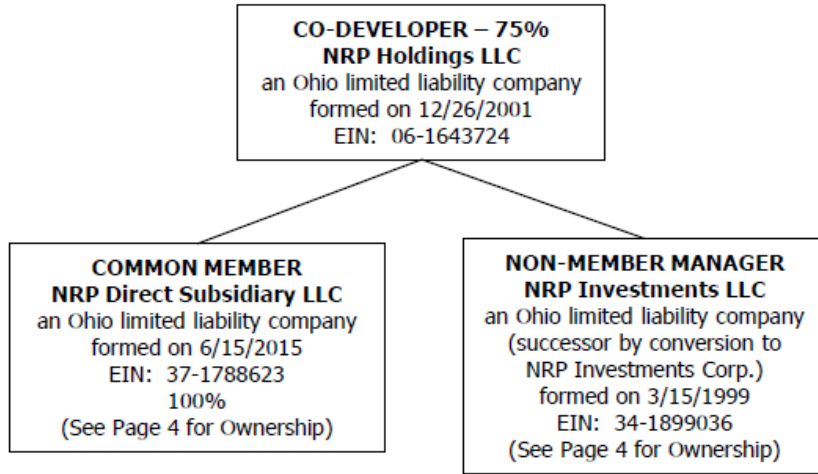 CO-DEVELOPER – 75%
NRP Holdings LLC
an Ohio limited liability company
formed on 12/26/2001
EIN: 06-1643724
COMMON MEMBER
NRP Direct Subsidiary LLC
an Ohio limited liability company
formed on 6/15/2015
EIN: 37-1788623
100%
(See Page 4 for Ownership)
NON-MEMBER MANAGER
NRP Investments LLC
an Ohio limited liability company
(successor by conversion to
NRP Investments Corp.)
formed on 3/15/1999
EIN: 34-1899036
(See Page 4 for Ownership)